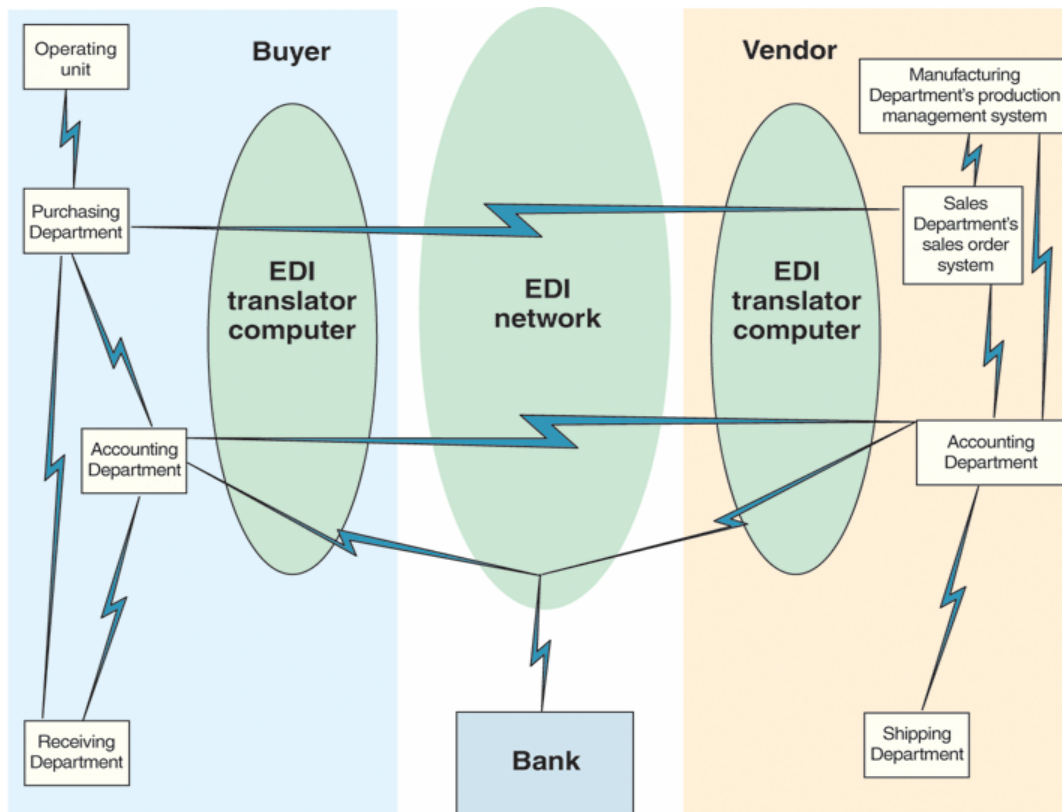 Operating
unit
Buyer
Vendor
Manufacturing
Department's production
management system
Purchasing
Department
Sales
Department's
sales order
system
EDI
translator
computer
EDI
network
EDI
translator
computer
Accounting
Department
Accounting
Department
Receiving
Department
Bank
Shipping
Department